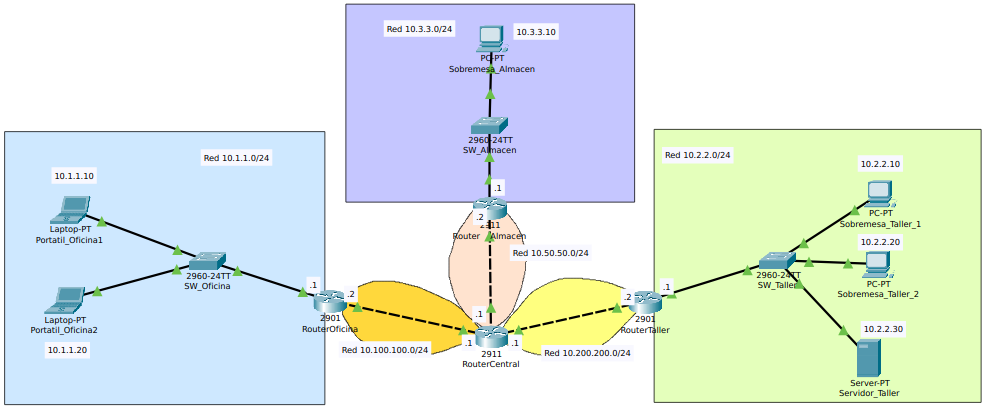 Red 10.3.3.0/24
10.3.3.10
PC-PT
Sobremesa_Almacen
2960-24TT
SW_Almacen
.1
.2
2911
Router_Almacen
Red 10.50.50.0/24
.1
Red 10.1.1.0/24
10.1.1.10
Laptop-PT
Portatil_Oficina1
2960-24TT
SW_Oficina
Laptop-PT
Portatil_Oficina2
10.1.1.20
.1
.2
2901
RouterOficina
Red 10.100.100.0/24
.1
2911
RouterCentral
.1
Red 10.200.200.0/24
.2
2901
RouterTaller
.1
Red 10.2.2.0/24
10.2.2.10
PC-PT
Sobremesa_Taller_1
10.2.2.20
2960-24TT
SW_Taller
PC-PT
Sobremesa_Taller_2
10.2.2.30
Server-PT
Servidor_Taller